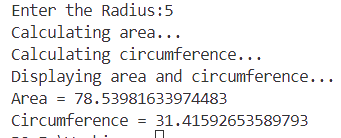 Enter the Radius:5
Calculating area...
Calculating circumference...
Displaying area and circumference...
Area = 78.53981633974483
Circumference = 31.41592653589793